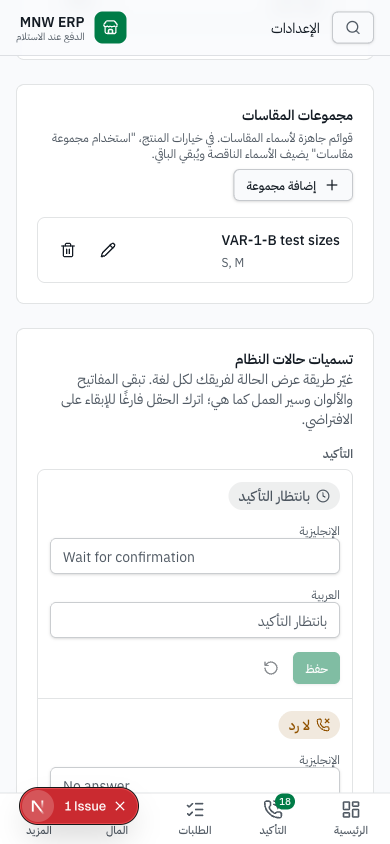 الإعدادات
MNW ERP
الدفع عند الاستلام
مجموعات المقاسات
قوائم جاهزة لأسماء المقاسات. في خيارات المنتج، "استخدام مجموعة
مقاسات" يضيف الأسماء الناقصة ويُبقي الباقي.
إضافة مجموعة
VAR-1-B test sizes
S, M
تسميات حالات النظام
غيّر طريقة عرض الحالة لفريقك لكل لغة. تبقى المفاتيح
والألوان وسير العمل كما هي؛ اترك الحقل فارغًا للإبقاء على
الافتراضي.
التأكيد
بانتظار التأكيد
الإنجليزية
Wait for confirmation
العربية
بانتظار التأكيد
حفظ
لا رد
الإنجليزية
No answer
الرئيسية
18
التأكيد
الطلبات
المال
المزيد
N 1 Issue